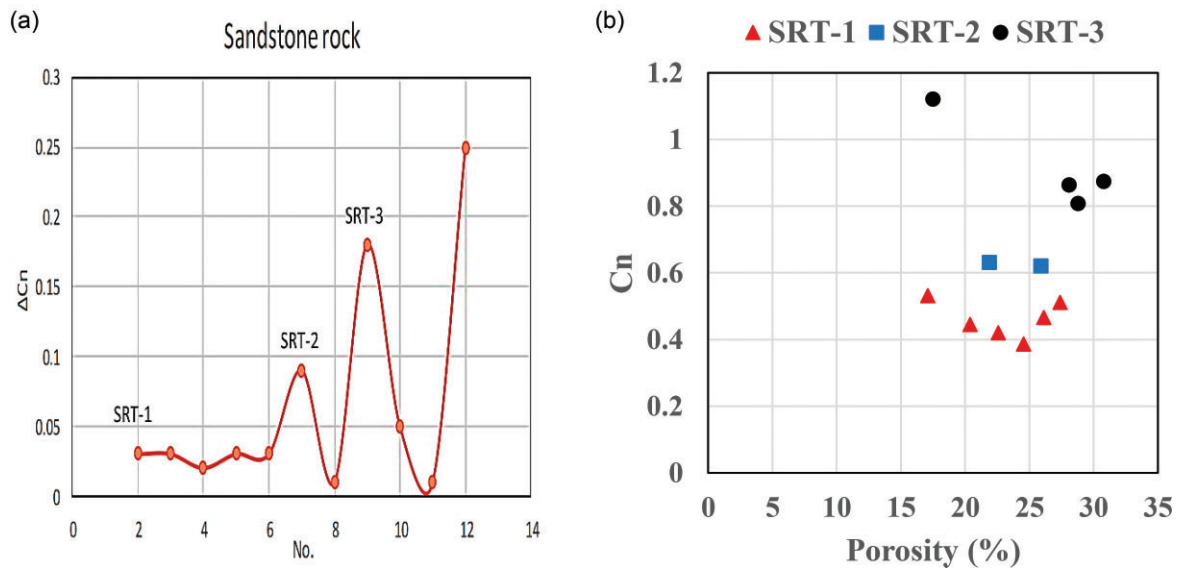 (a)
Sandstone rock
0.3
0.25
0.2
0.15
0.1
0.05
0
ΔCn
SRT-1
SRT-2
SRT-3
0 2 4 6 8 10 12 14
No.
(b)
SRT-1 SRT-2 SRT-3
1.2
1
0.8
0.6
0.4
0.2
0
Cn
0 5 10 15 20 25 30 35
Porosity (%)